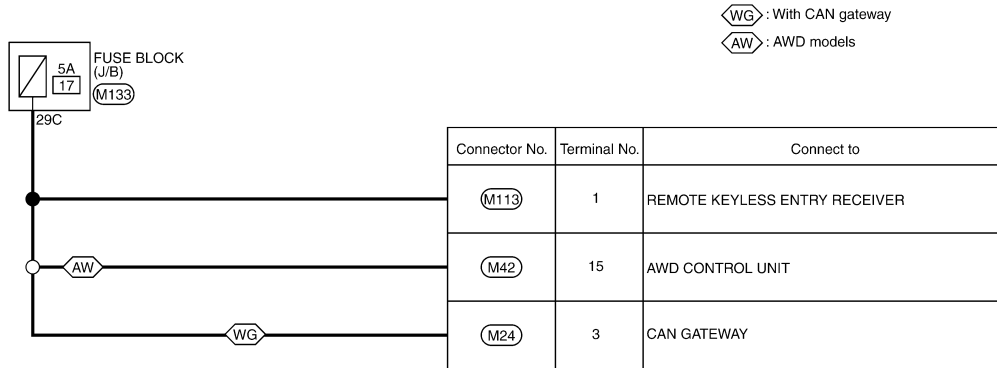 WG : With CAN gateway
AW : AWD models
FUSE BLOCK
(J/B)
5A
17
M133
29C
Connector No. Terminal No. Connect to
M113 1 REMOTE KEYLESS ENTRY RECEIVER
AW M42 15 AWD CONTROL UNIT
WG M24 3 CAN GATEWAY